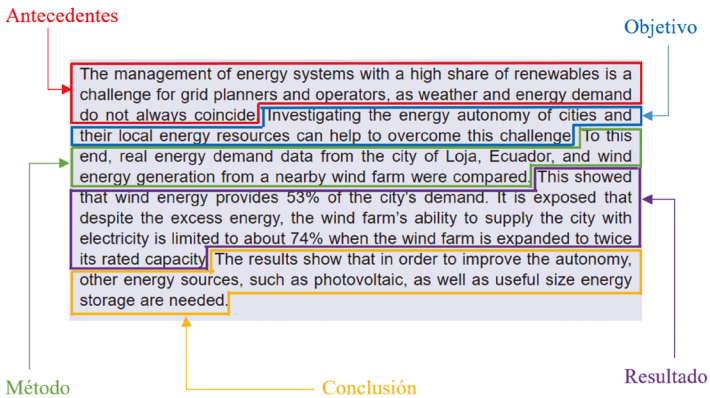 Antecedentes
Objetivo
The management of energy systems with a high share of renewables is a
challenge for grid planners and operators, as weather and energy demand
do not always coincide. Investigating the energy autonomy of cities and
their local energy resources can help to overcome this challenge. To this
end, real energy demand data from the city of Loja, Ecuador, and wind
energy generation from a nearby wind farm were compared. This showed
that wind energy provides 53% of the city's demand. It is exposed that
despite the excess energy, the wind farm's ability to supply the city with
electricity is limited to about 74% when the wind farm is expanded to twice
its rated capacity. The results show that in order to improve the autonomy,
other energy sources, such as photovoltaic, as well as useful size energy
storage are needed.
Método
Conclusión
Resultado